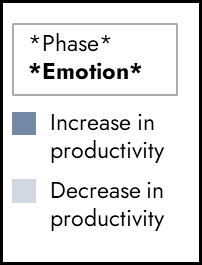 *Phase*
*Emotion*
Increase in
productivity
Decrease in
productivity